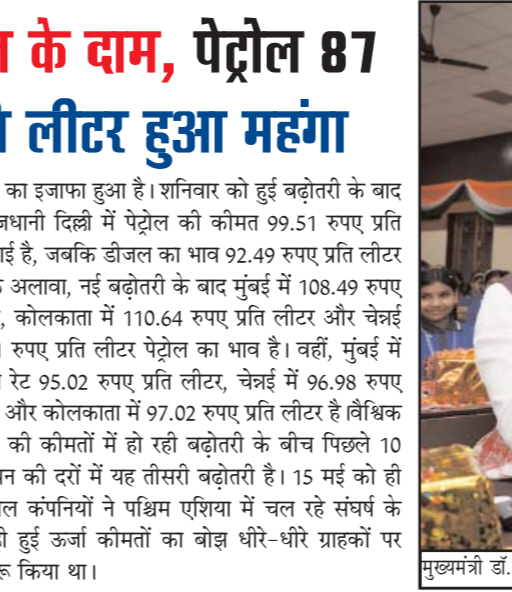 के दाम, पेट्रोल 87
लीटर हुआ महंगा
का इजाफा हुआ है। शनिवार को हुई बढ़ोतरी के बाद
दिल्ली में पेट्रोल की कीमत 99.51 रुपए प्रति
है, जबकि डीजल का भाव 92.49 रुपए प्रति लीटर
अलावा, नई बढ़ोतरी के बाद मुंबई में 108.49 रुपए
, कोलकाता में 110.64 रुपए प्रति लीटर और चेन्नई
रुपए प्रति लीटर पेट्रोल का भाव है। वहीं, मुंबई में
रेट 95.02 रुपए प्रति लीटर, चेन्नई में 96.98 रुपए
और कोलकाता में 97.02 रुपए प्रति लीटर है।वैश्विक
की कीमतों में हो रही बढ़ोतरी के बीच पिछले 10
की दरों में यह तीसरी बढ़ोतरी है। 15 मई को ही
कंपनियों ने पश्चिम एशिया में चल रहे संघर्ष के
हुई ऊर्जा कीमतों का बोझ धीरे-धीरे ग्राहकों पर
किया था।
मुख्यमंत्री डॉ.